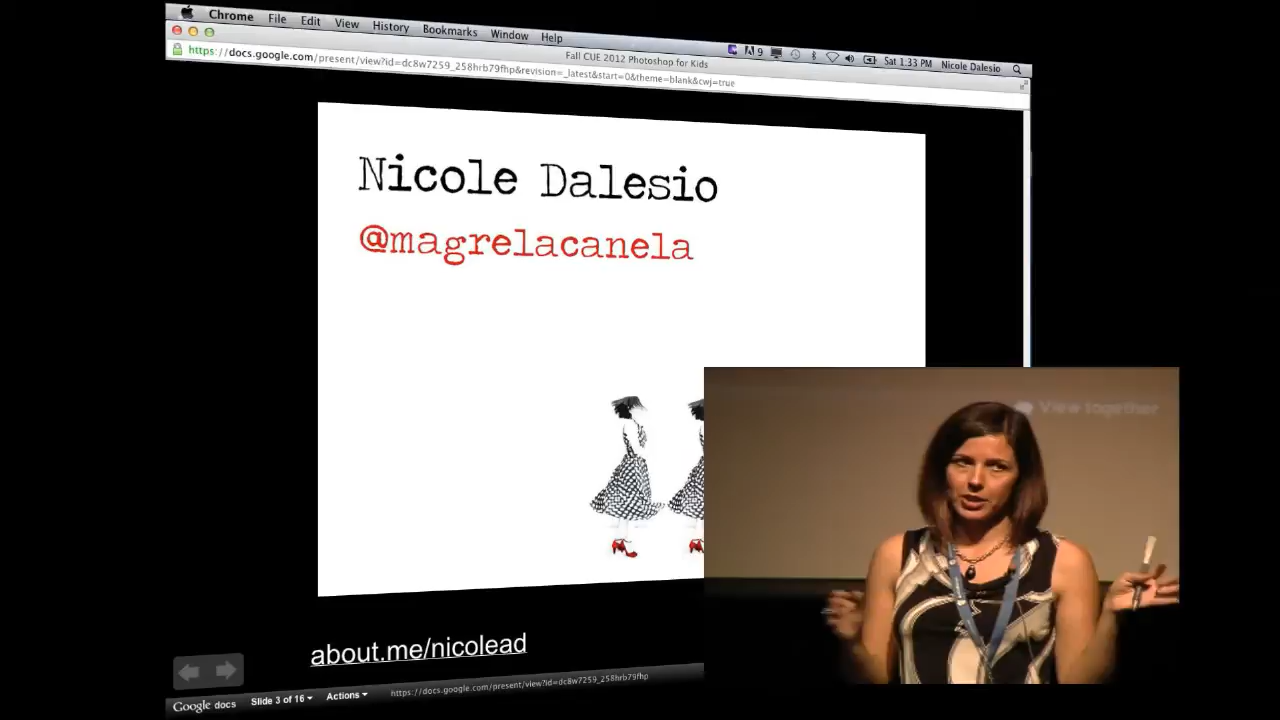 Chrome File Edit View History Bookmarks Window Help 9 Sat 1:33 PM Nicole Dalesio
Fall CUE 2012 Photoshop for Kids
https://docs.google.com/present/view?id=dc8w7259_258hrb79fhp&revision=_latest&start=0&theme=blank&cwj=true
Nicole Dalesio
@magrelacanela
View together
about.me/nicolead
Google docs Slide 3 of 16 Actions https://docs.google.com/present/view?id=dc8w7259_258hrb79fhp